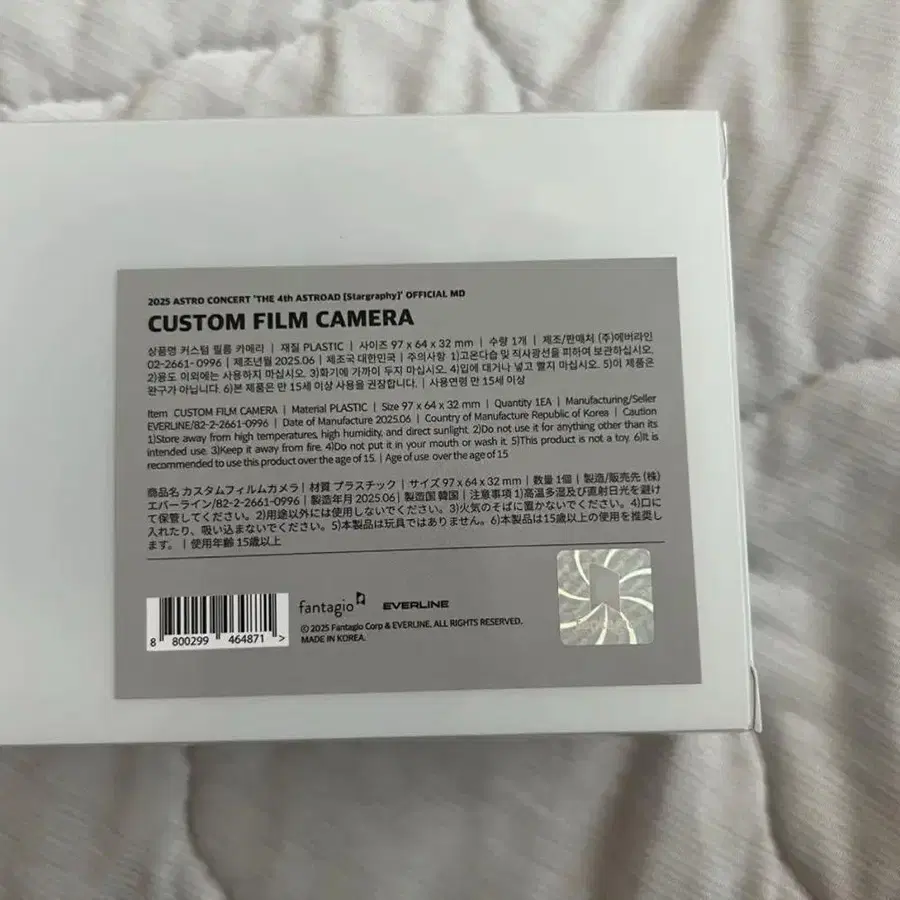 2025 ASTRO CONCERT 'THE 4th ASTROAD [Stargraphy]' OFFICIAL MD
CUSTOM FILM CAMERA
상품명 커스텀 필름 카메라 | 재질 PLASTIC | 사이즈 97 x 64 x 32 mm | 수량 1개 | 제조/판매처 (주)에버라인
02-2661-0996 | 제조년월 2025.06 | 제조국 대한민국 | 주의사항 1)고온다습 및 직사광선을 피하여 보관하십시오.
2)용도 이외에는 사용하지 마십시오. 3)화기에 가까이 두지 마십시오. 4)입에 대거나 넣고 빨지 마십시오. 5)이 제품은
완구가 아닙니다. 6)본 제품은 만 15세 이상 사용을 권장합니다. | 사용연령 만 15세 이상
Item CUSTOM FILM CAMERA | Material PLASTIC | Size 97 x 64 x 32 mm | Quantity 1EA | Manufacturing/Seller
EVERLINE/82-2-2661-0996 | Date of Manufacture 2025.06 | Country of Manufacture Republic of Korea | Caution
1)Store away from high temperatures, high humidity, and direct sunlight. 2)Do not use it for anything other than its
intended use. 3)Keep it away from fire. 4)Do not put it in your mouth or wash it. 5)This product is not a toy. 6)It is
recommended to use this product over the age of 15. | Age of use over the age of 15
商品名 カスタムフィルムカメラ | 材質 プラスチック | サイズ 97 x 64 x 32 mm | 数量 1個 | 製造/販売先 (株)
エバーライン/82-2-2661-0996 | 製造年月 2025.06 | 製造国 韓国 | 注意事項 1)高温多湿及び直射日光を避け
て保管してください。2)用途以外には使用しないでください。3)火気のそばに置かないでください。4)口に
入れたり、吸い込まないでください。5)本製品は玩具ではありません。6)本製品は15歳以上の使用を推奨し
ます。 | 使用年齢 15歳以上
8 800299 464871 >
fantagio EVERLINE
© 2025 Fantagio Corp & EVERLINE. ALL RIGHTS RESERVED.
MADE IN KOREA.